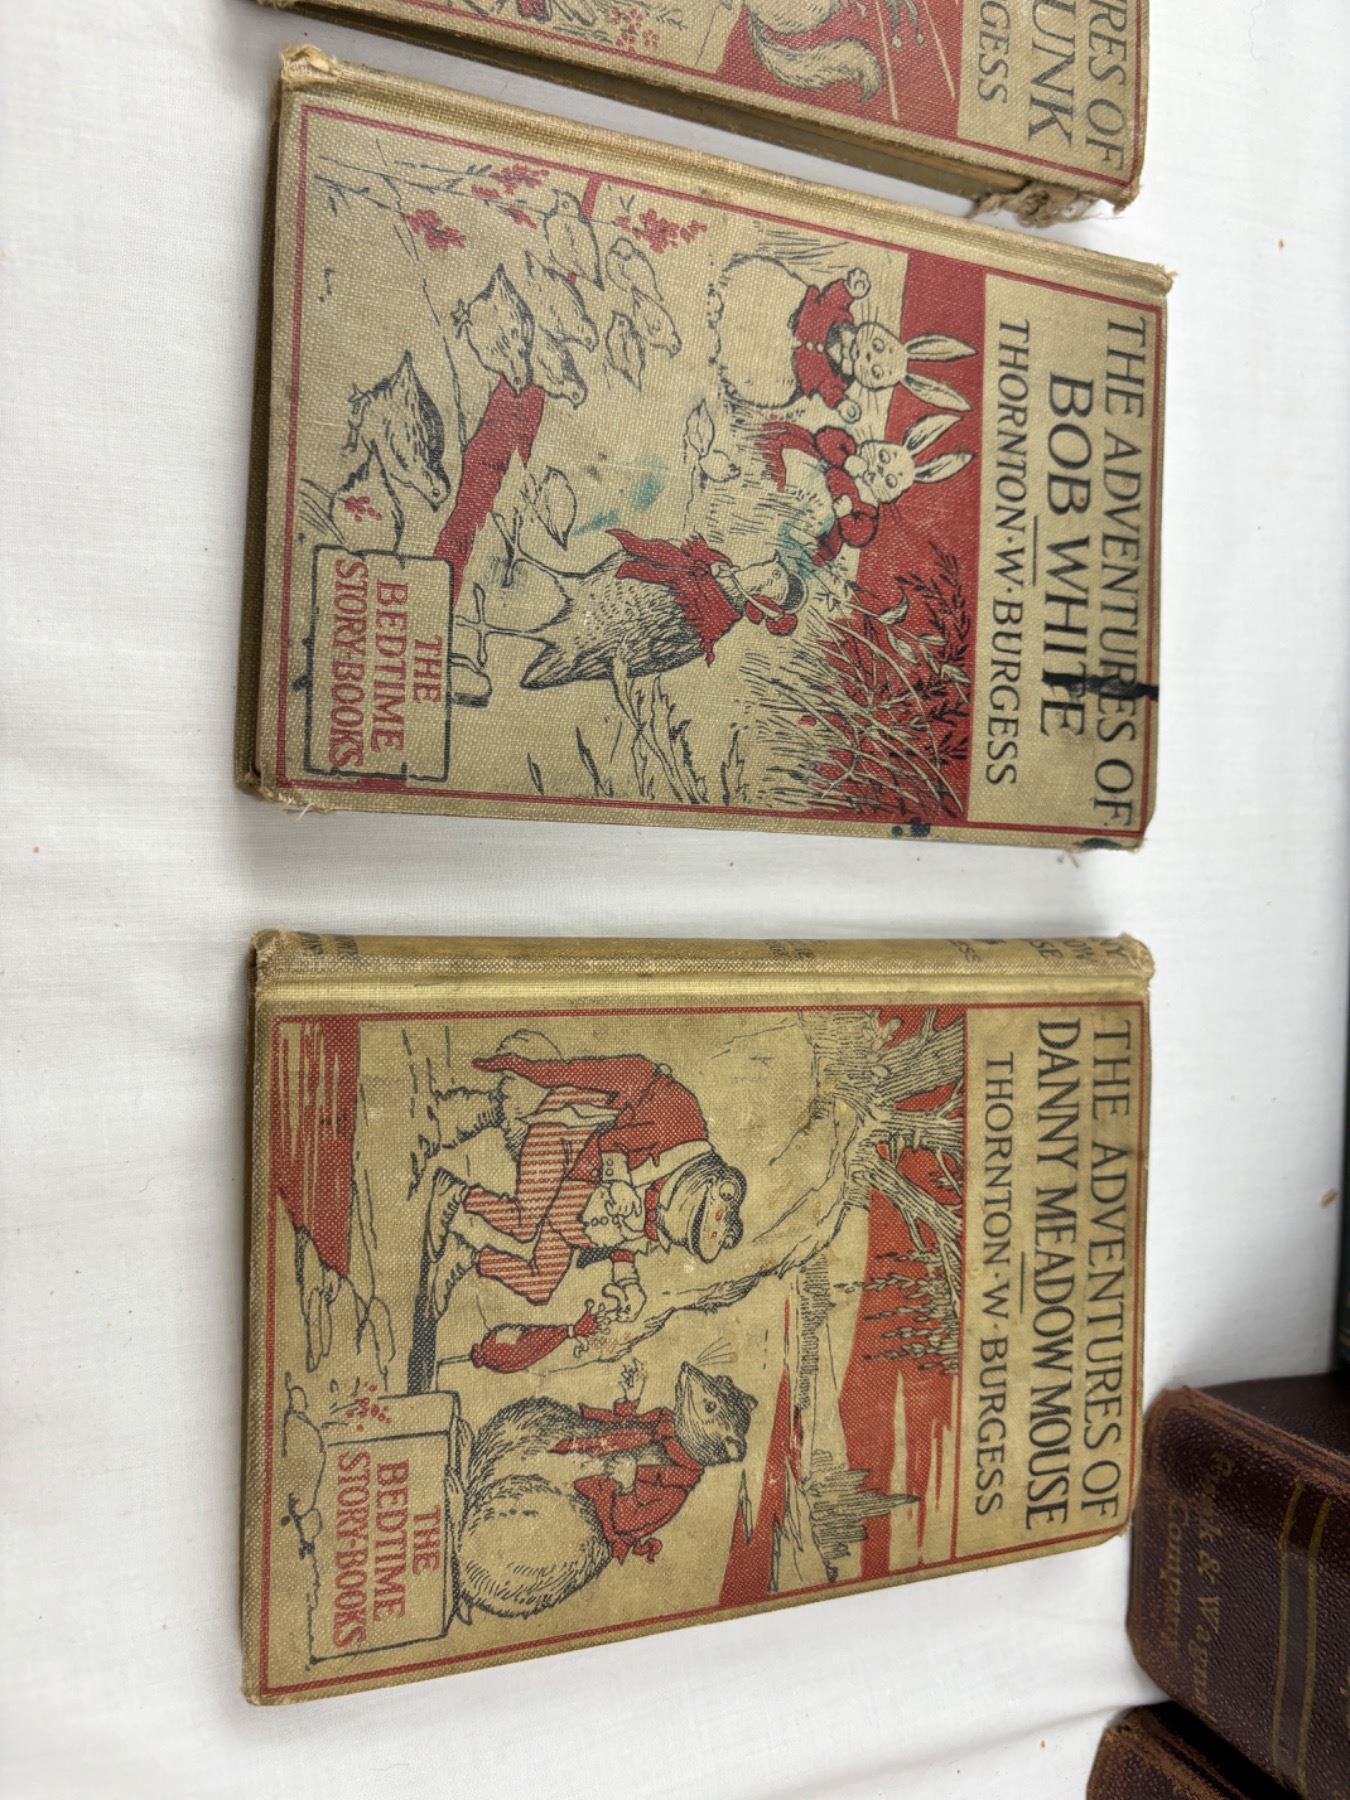 RES OF
UNK
GESS
THE ADVENTURES OF
BOB WHITE
THORNTON·W·BURGESS
THE
BEDTIME
STORY-BOOKS
THE ADVENTURES OF
DANNY MEADOW MOUSE
THORNTON·W·BURGESS
THE
BEDTIME
STORY-BOOKS
& Wagnalls